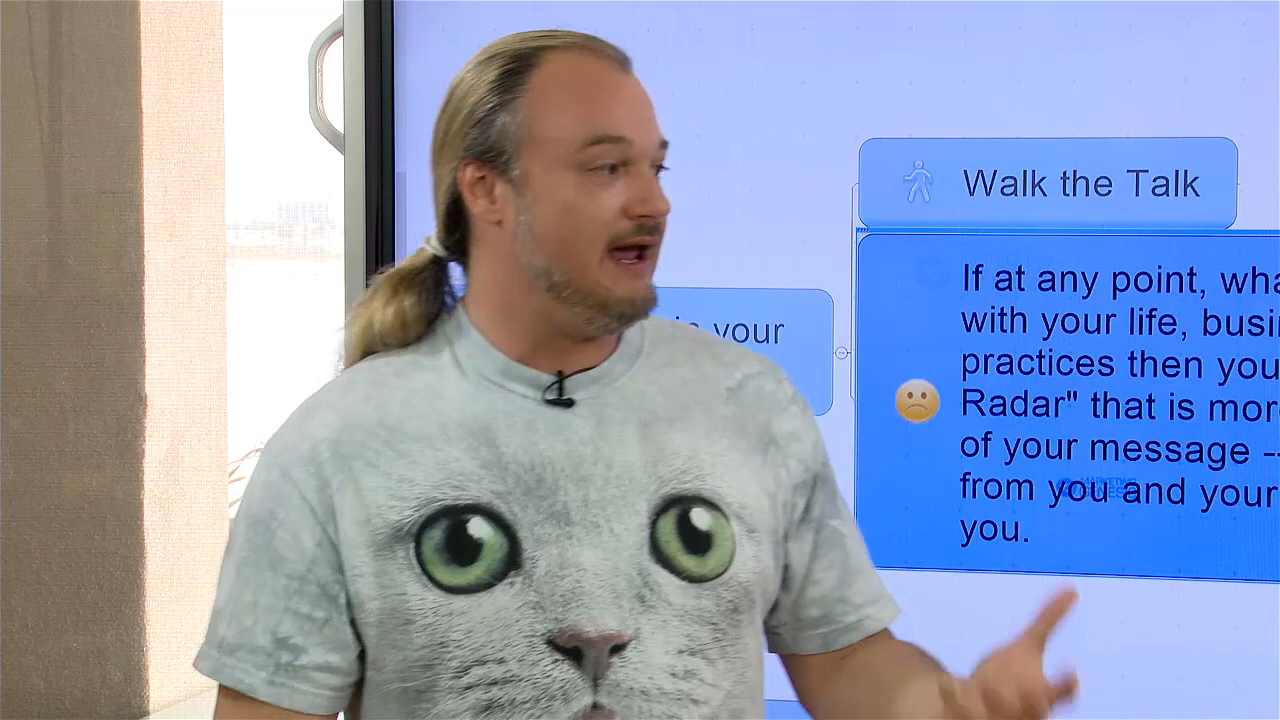 Walk the Talk
your
If at any point, wha
with your life, busi
practices then you
Radar" that is mor
of your message –
from you and your
you.